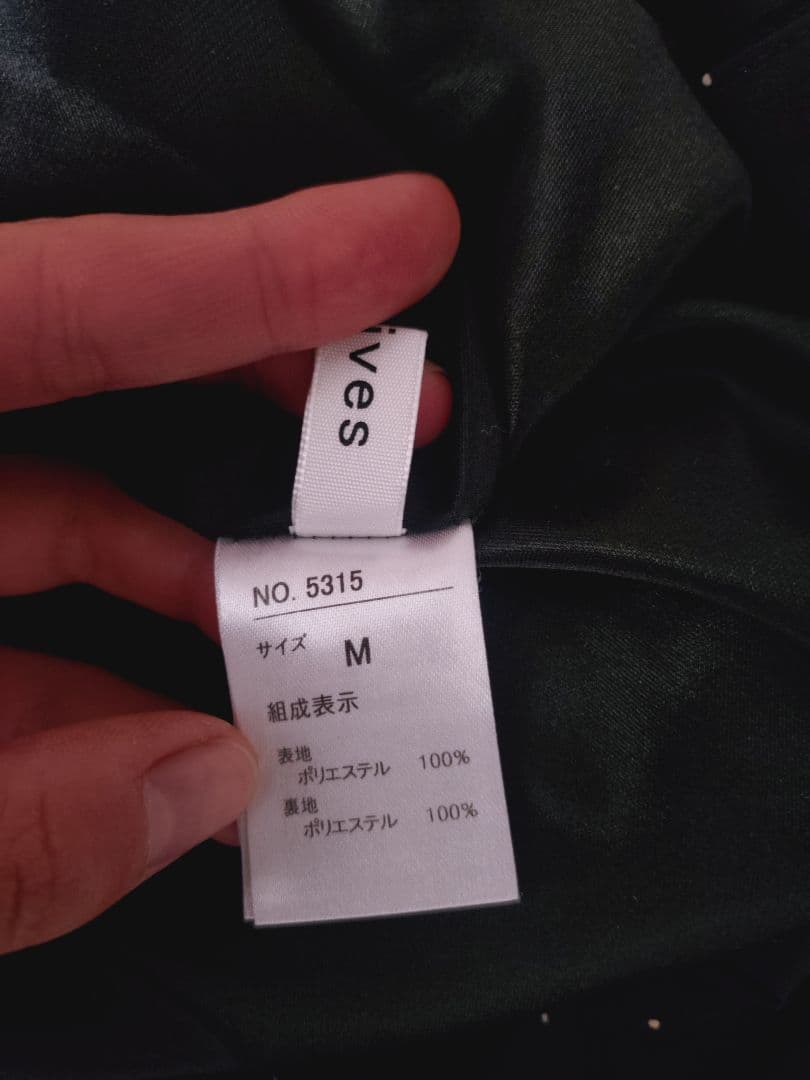 ives
NO. 5315
サイズ M
組成表示
表地
ポリエステル 100%
裏地
ポリエステル 100%